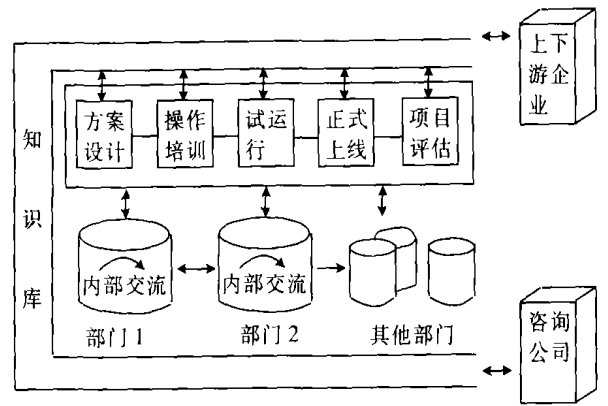 上下
游企
业
方案
设计
操作
培训
试运
行
正式
上线
项目
评估
知
识
库
内部交流
内部交流
部门1
部门2
其他部门
咨询
公司